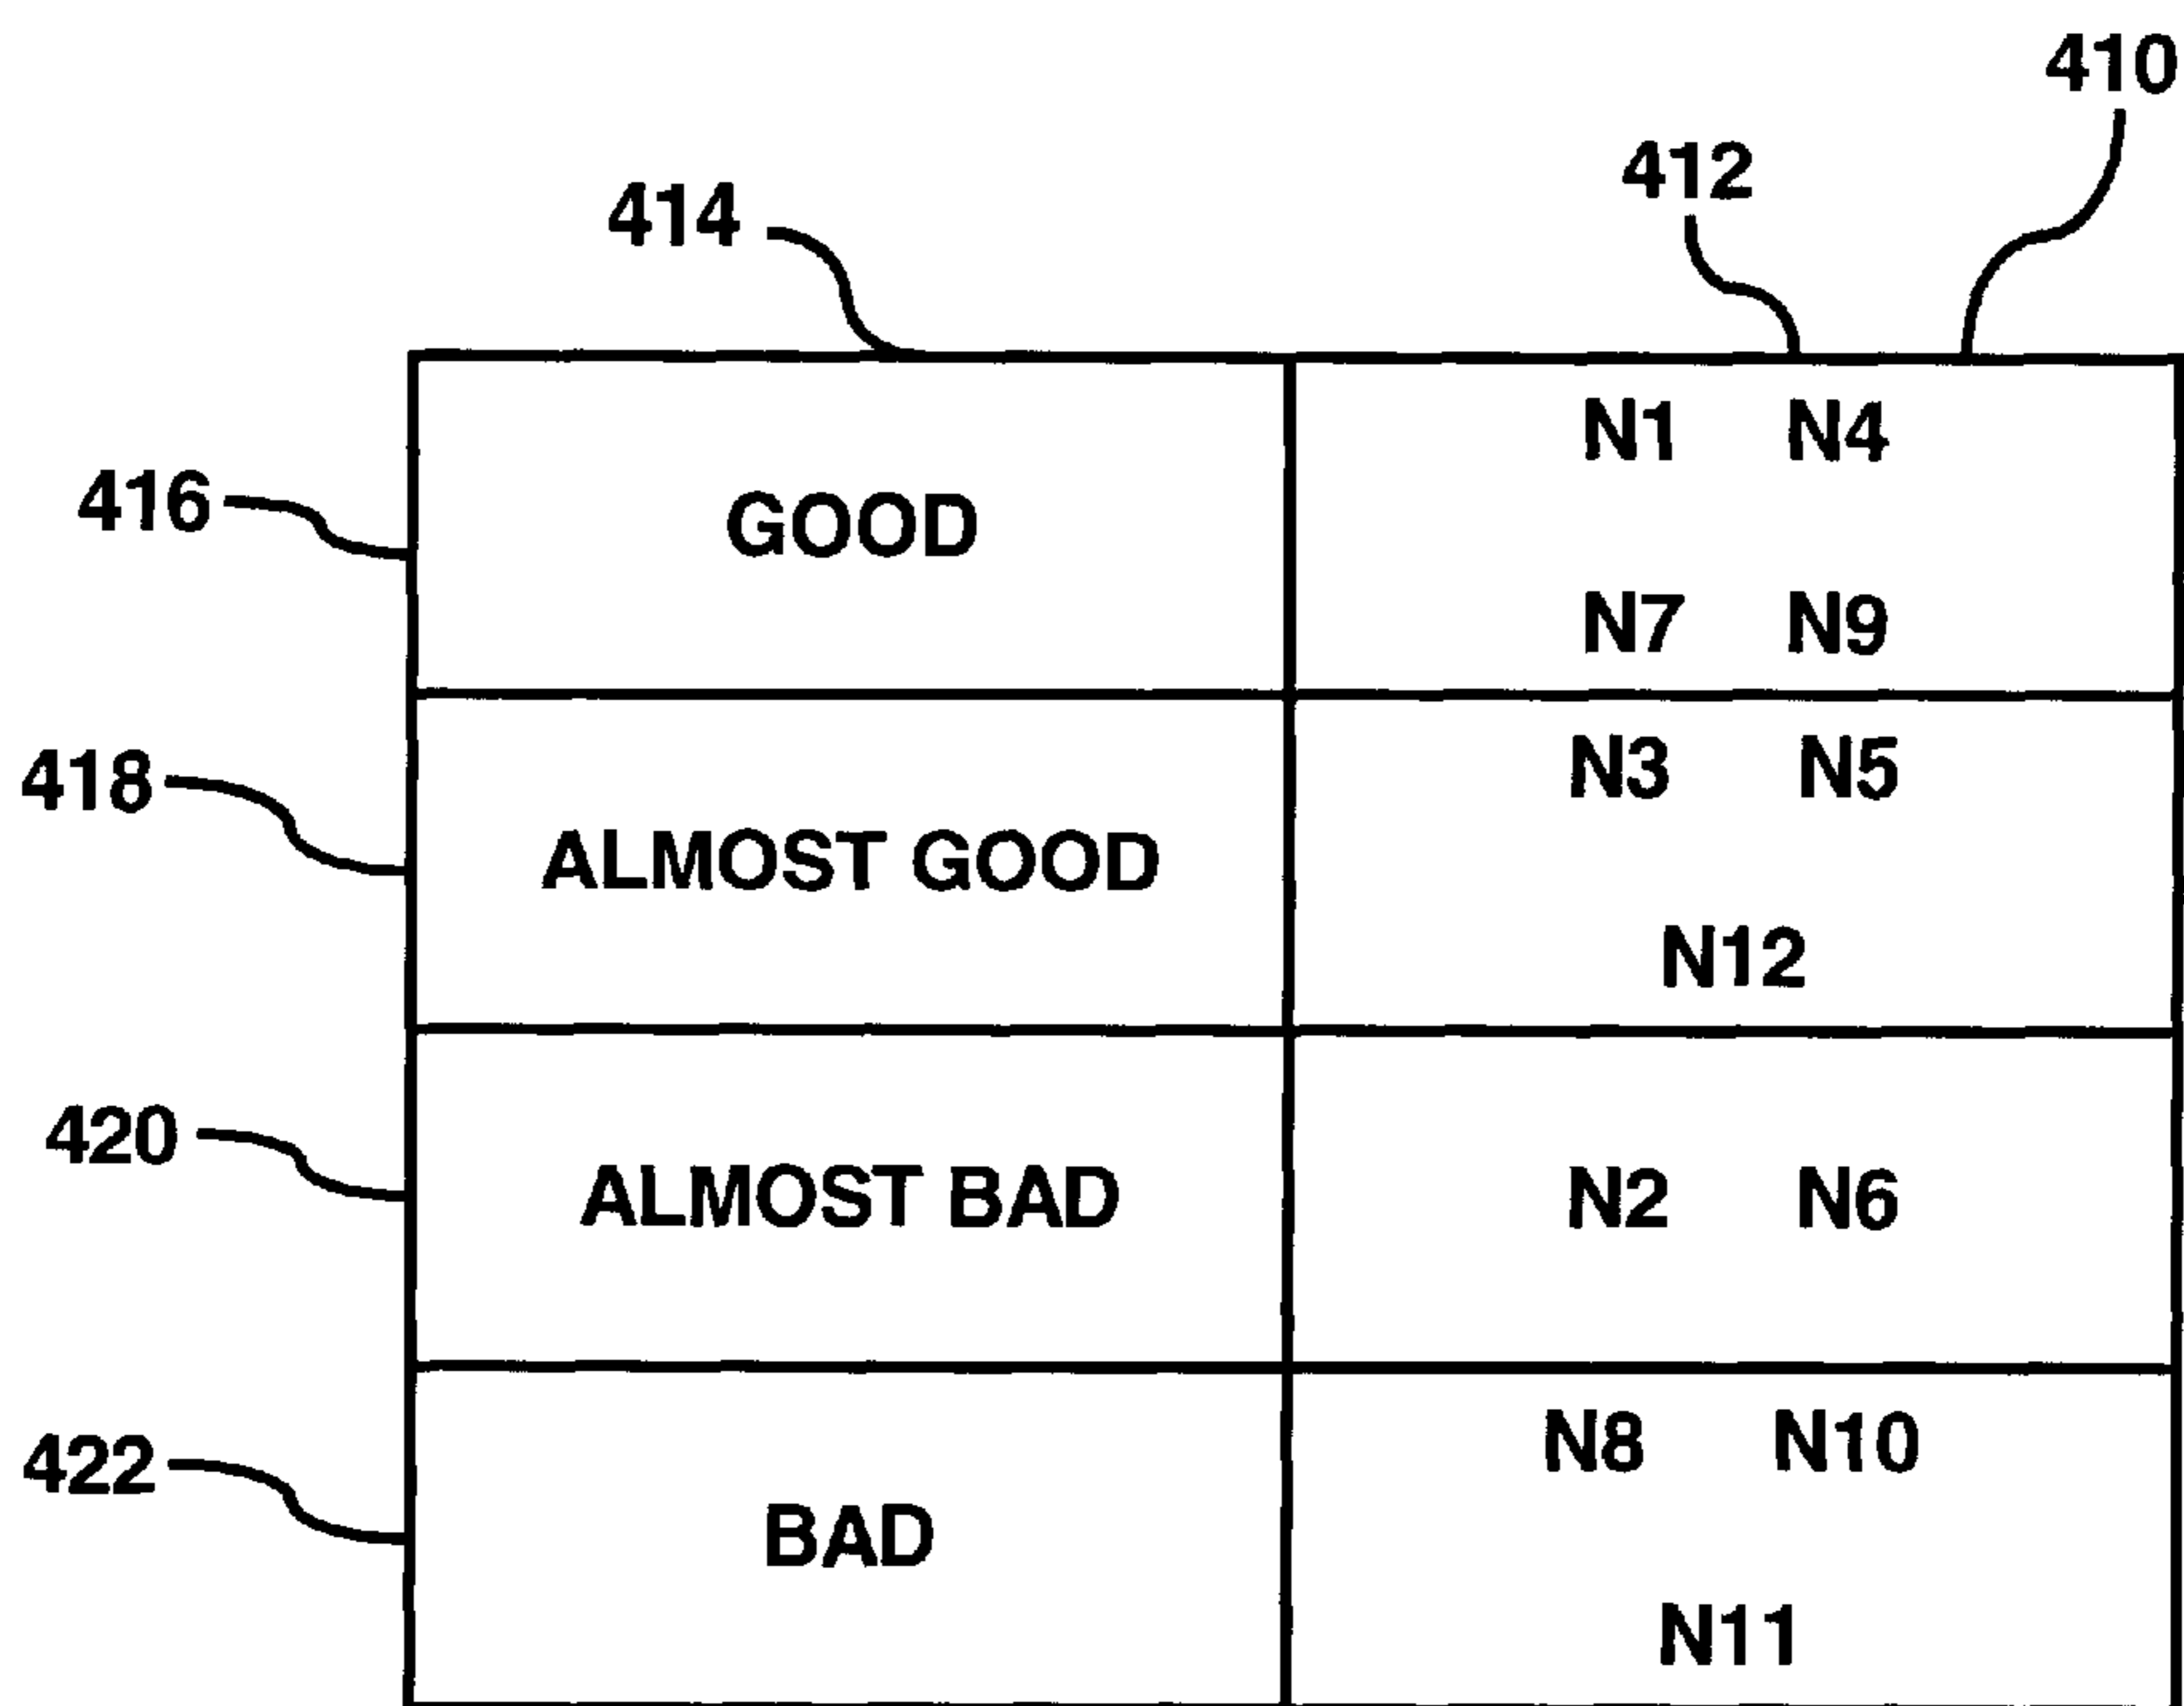 410
412
414
N1 N4
416
GOOD
N7 N9
N3 N5
418
ALMOST GOOD
N12
420
ALMOST BAD
N2 N6
N8 N10
422
BAD
N11